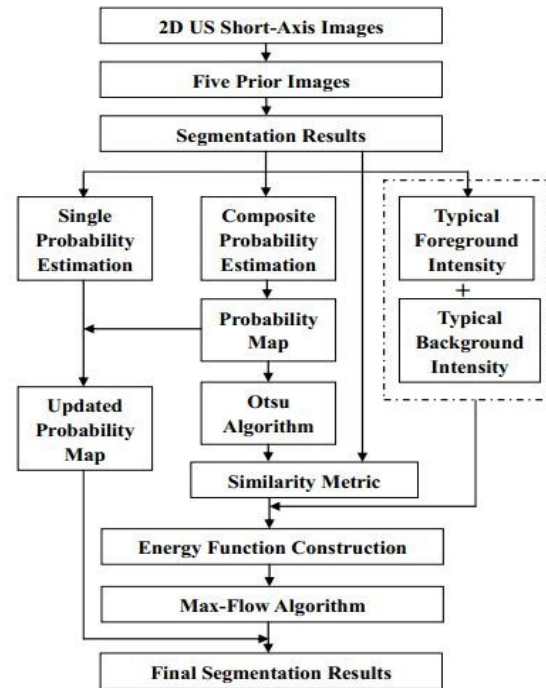 2D US Short-Axis Images
Five Prior Images
Segmentation Results
Single
Probability
Estimation
Composite
Probability
Estimation
Typical
Foreground
Intensity
+
Typical
Background
Intensity
Probability
Map
Updated
Probability
Map
Otsu
Algorithm
Similarity Metric
Energy Function Construction
Max-Flow Algorithm
Final Segmentation Results